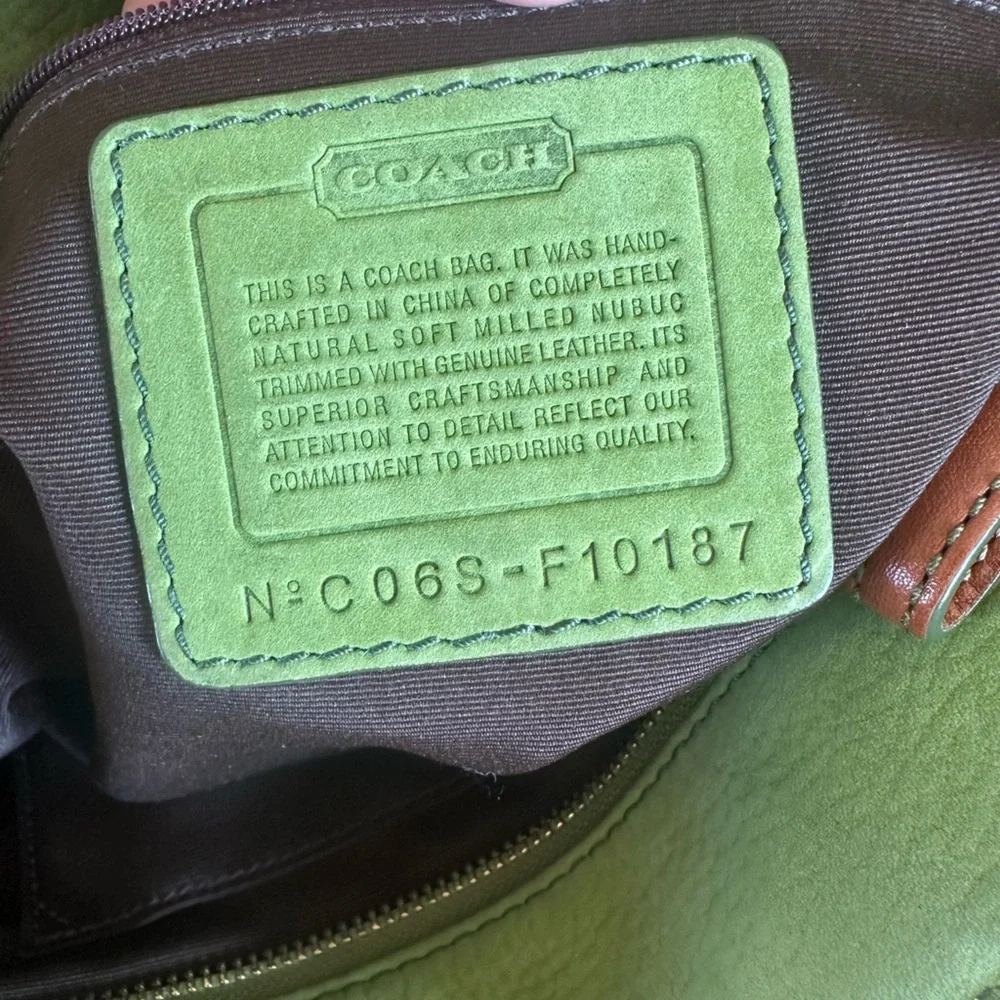 COACH
THIS IS A COACH BAG. IT WAS HAND-
CRAFTED IN CHINA OF COMPLETELY
NATURAL SOFT MILLED NUBUC
TRIMMED WITH GENUINE LEATHER. ITS
SUPERIOR CRAFTSMANSHIP AND
ATTENTION TO DETAIL REFLECT OUR
COMMITMENT TO ENDURING QUALITY.
Nº C06S-F10187